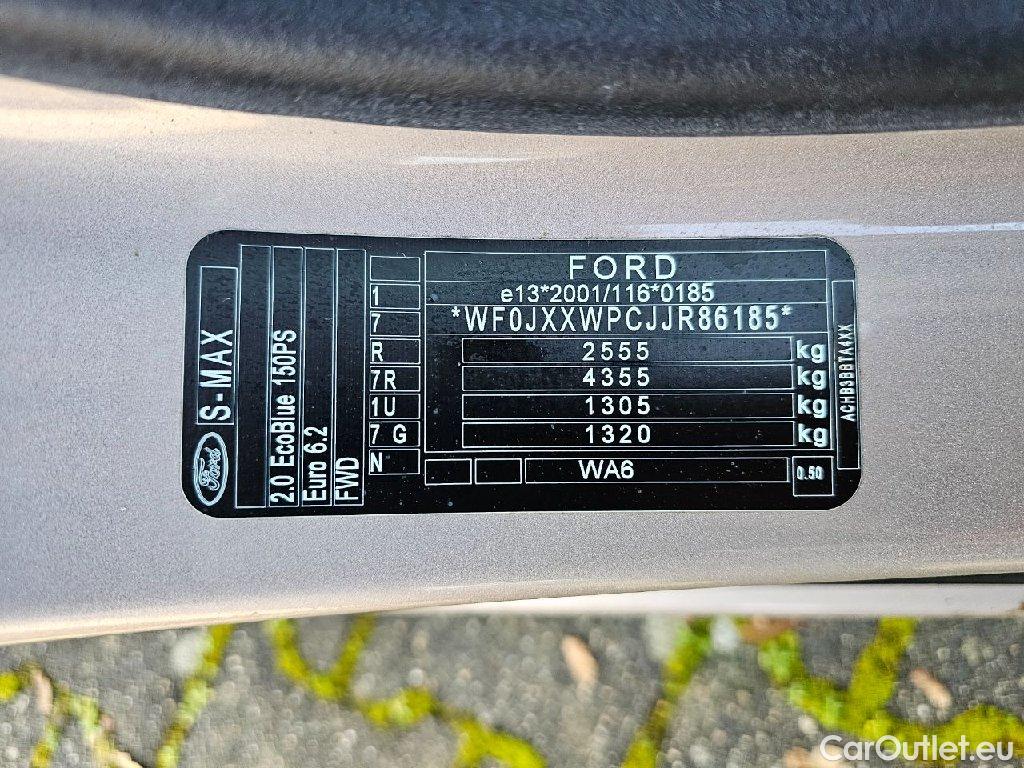 Ford
S-MAX
2.0 EcoBlue 150PS
Euro 6.2
FWD
1
7
R
7R
1U
7 G
N
FORD
e13*2001/116*0185
*WF0JXXWPCJJR86185*
2555 kg
4355 kg
1305 kg
1320 kg
WA6
0.50
ACHB3BBTA4XX
CarOutlet.eu